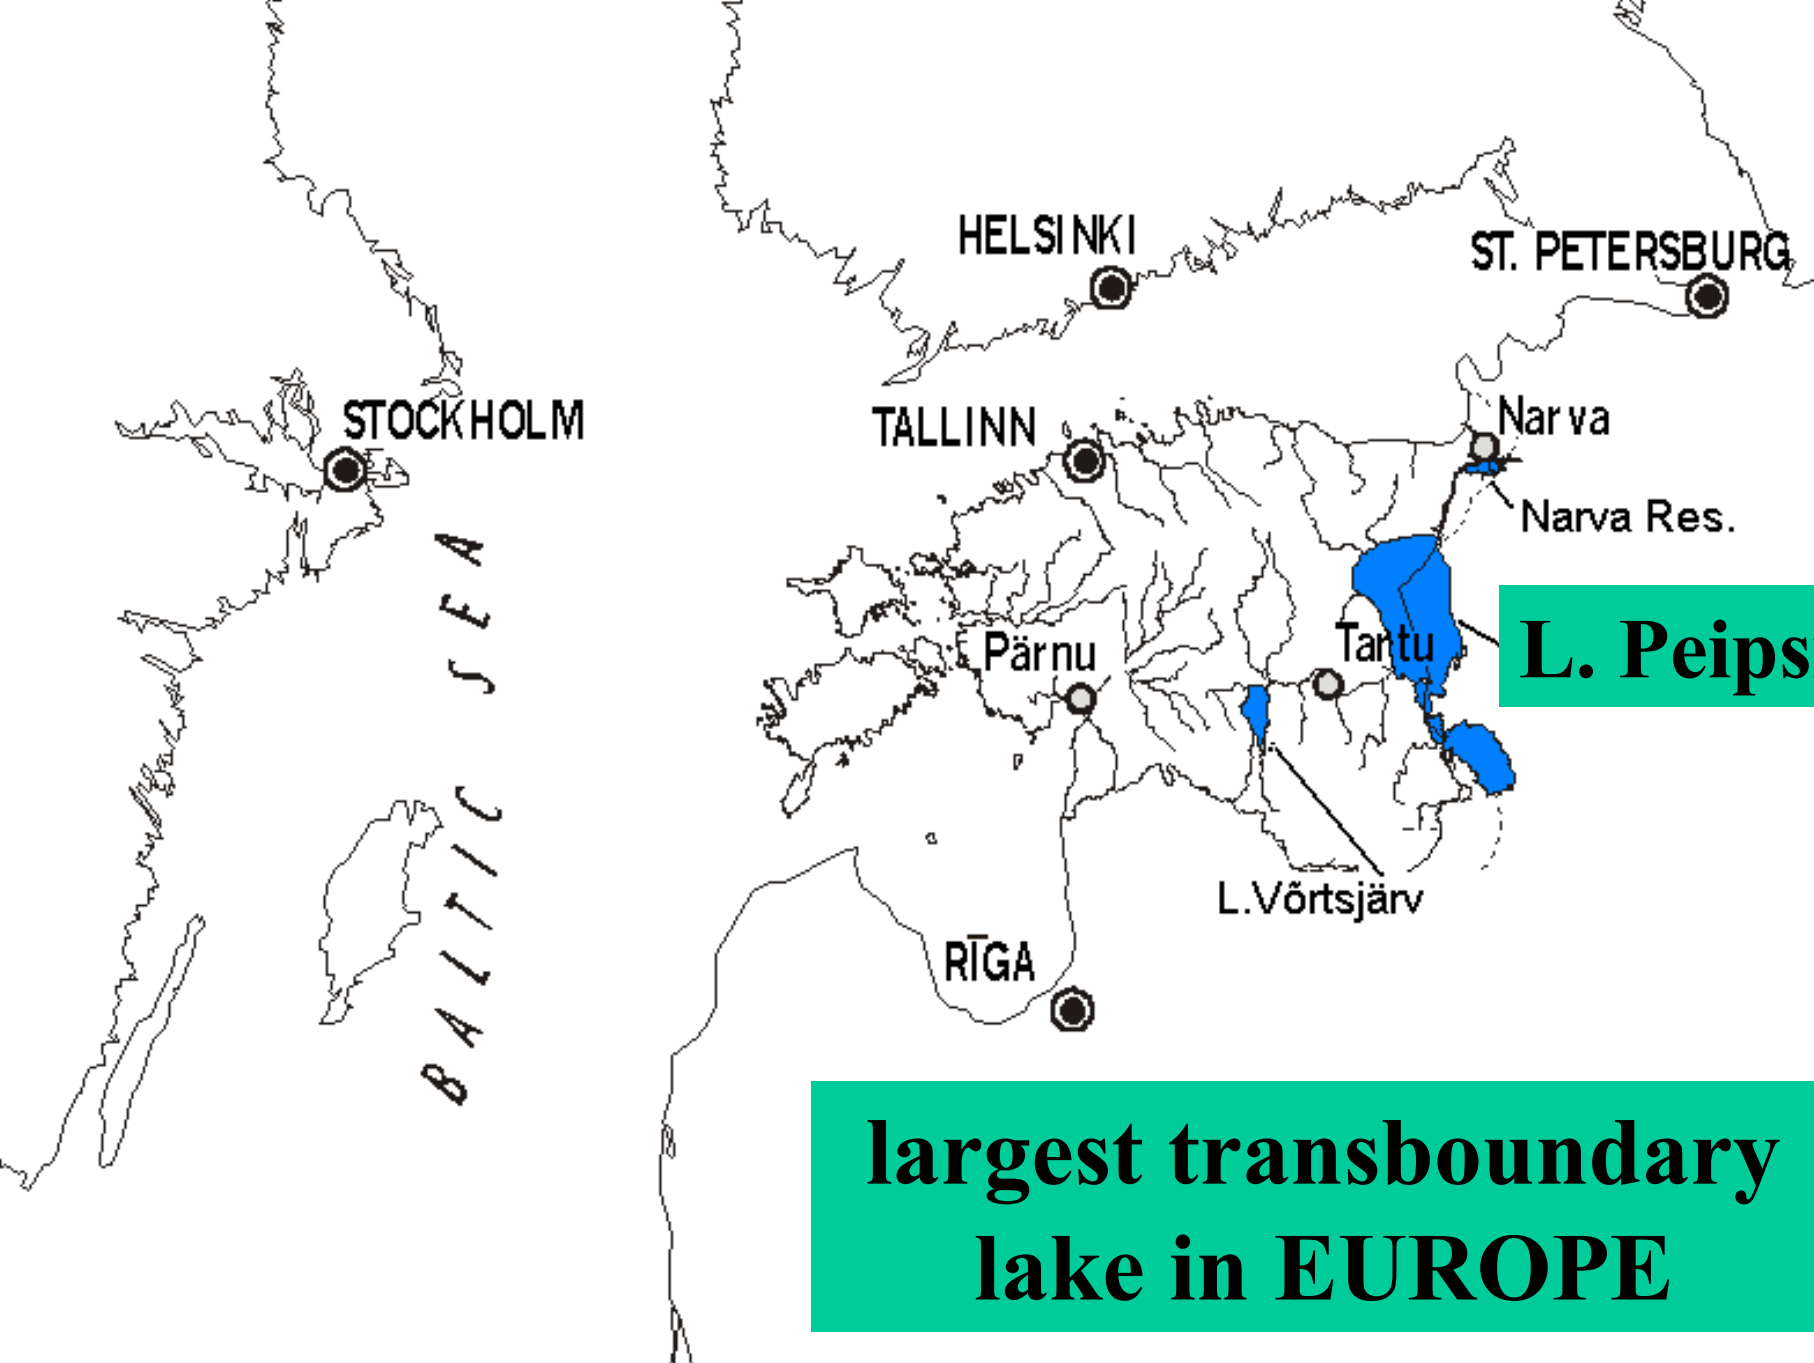 HELSINKI
ST. PETERSBURG
STOCKHOLM
TALLINN
Narva
Narva Res.
L. Peips
Tartu
Pärnu
BALTIC SEA
L.Võrtsjärv
RĪGA
largest transboundary
lake in EUROPE